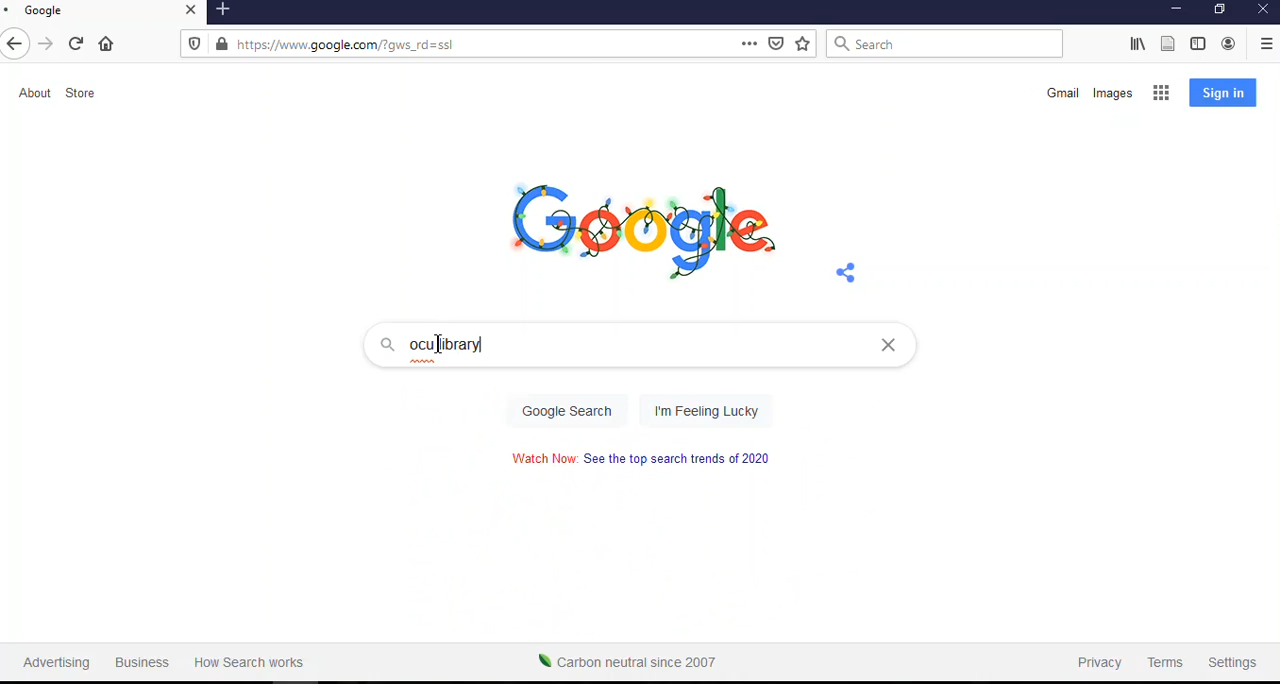 Google
https://www.google.com/?gws_rd=ssl
Search
About Store
Gmail Images Sign in
Google
ocu library
Google Search I'm Feeling Lucky
Watch Now: See the top search trends of 2020
Advertising Business How Search works Carbon neutral since 2007 Privacy Terms Settings